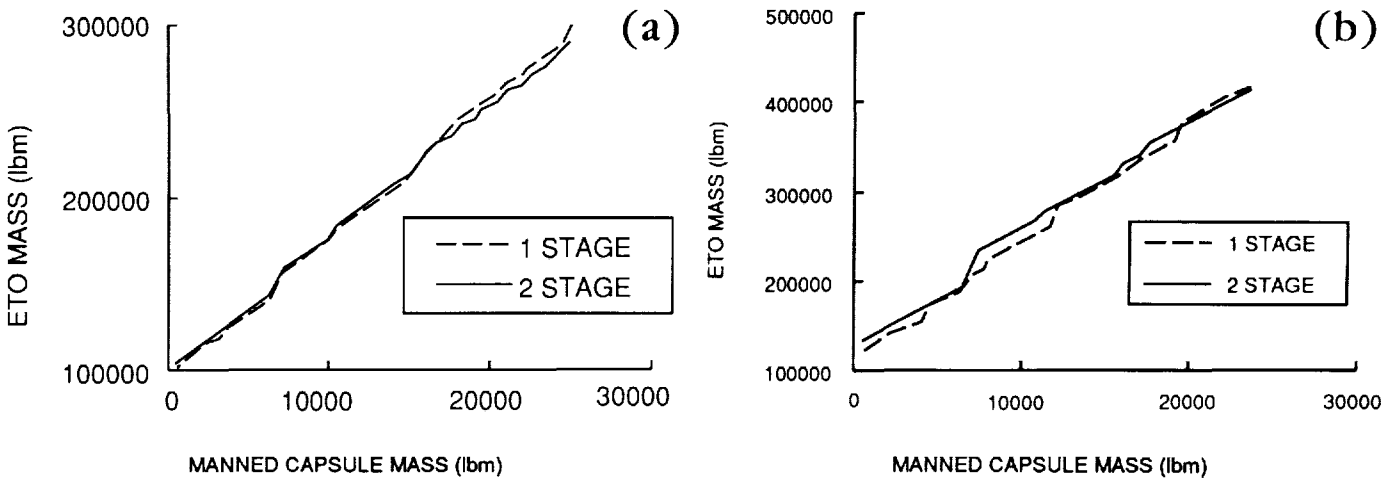 (a)
300000
200000
100000
ETO MASS (lbm)
1 STAGE
2 STAGE
0
10000
20000
30000
MANNED CAPSULE MASS (lbm)
(b)
500000
400000
300000
200000
100000
ETO MASS (lbm)
1 STAGE
2 STAGE
0
10000
20000
30000
MANNED CAPSULE MASS (lbm)